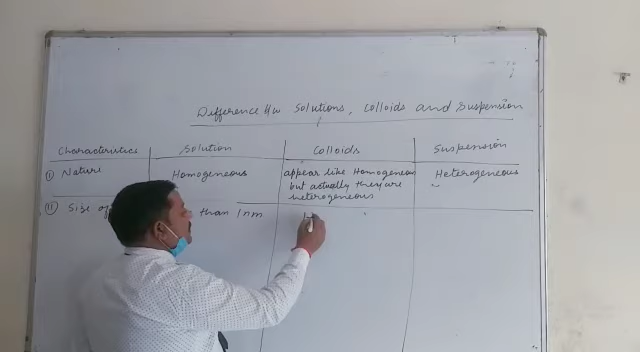 Difference b/w Solutions, Colloids and Suspension
Characteristics Solution Colloids Suspension
(I) Nature Homogeneous appear like Homogeneous Heterogeneous
but actually they are
heterogeneous
(II) Size of than 1nm